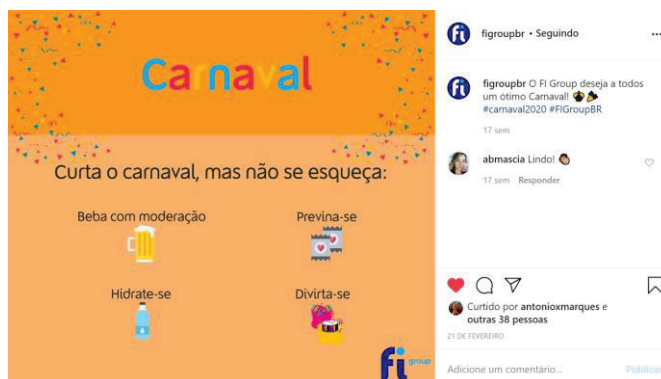 Carnaval
Curta o carnaval, mas não se esqueça:
Beba com moderação
Previna-se
Hidrate-se
Divirta-se
fi group
fi
figroupbr • Seguindo
...
fi
figroupbr O FI Group deseja a todos
um ótimo Carnaval!
#carnaval2020 #FIGroupBR
17 sem
abmascia Lindo!
17 sem Responder
Curtido por antonioxmarques e
outras 38 pessoas
21 DE FEVEREIRO
Adicione um comentário...
Publicar